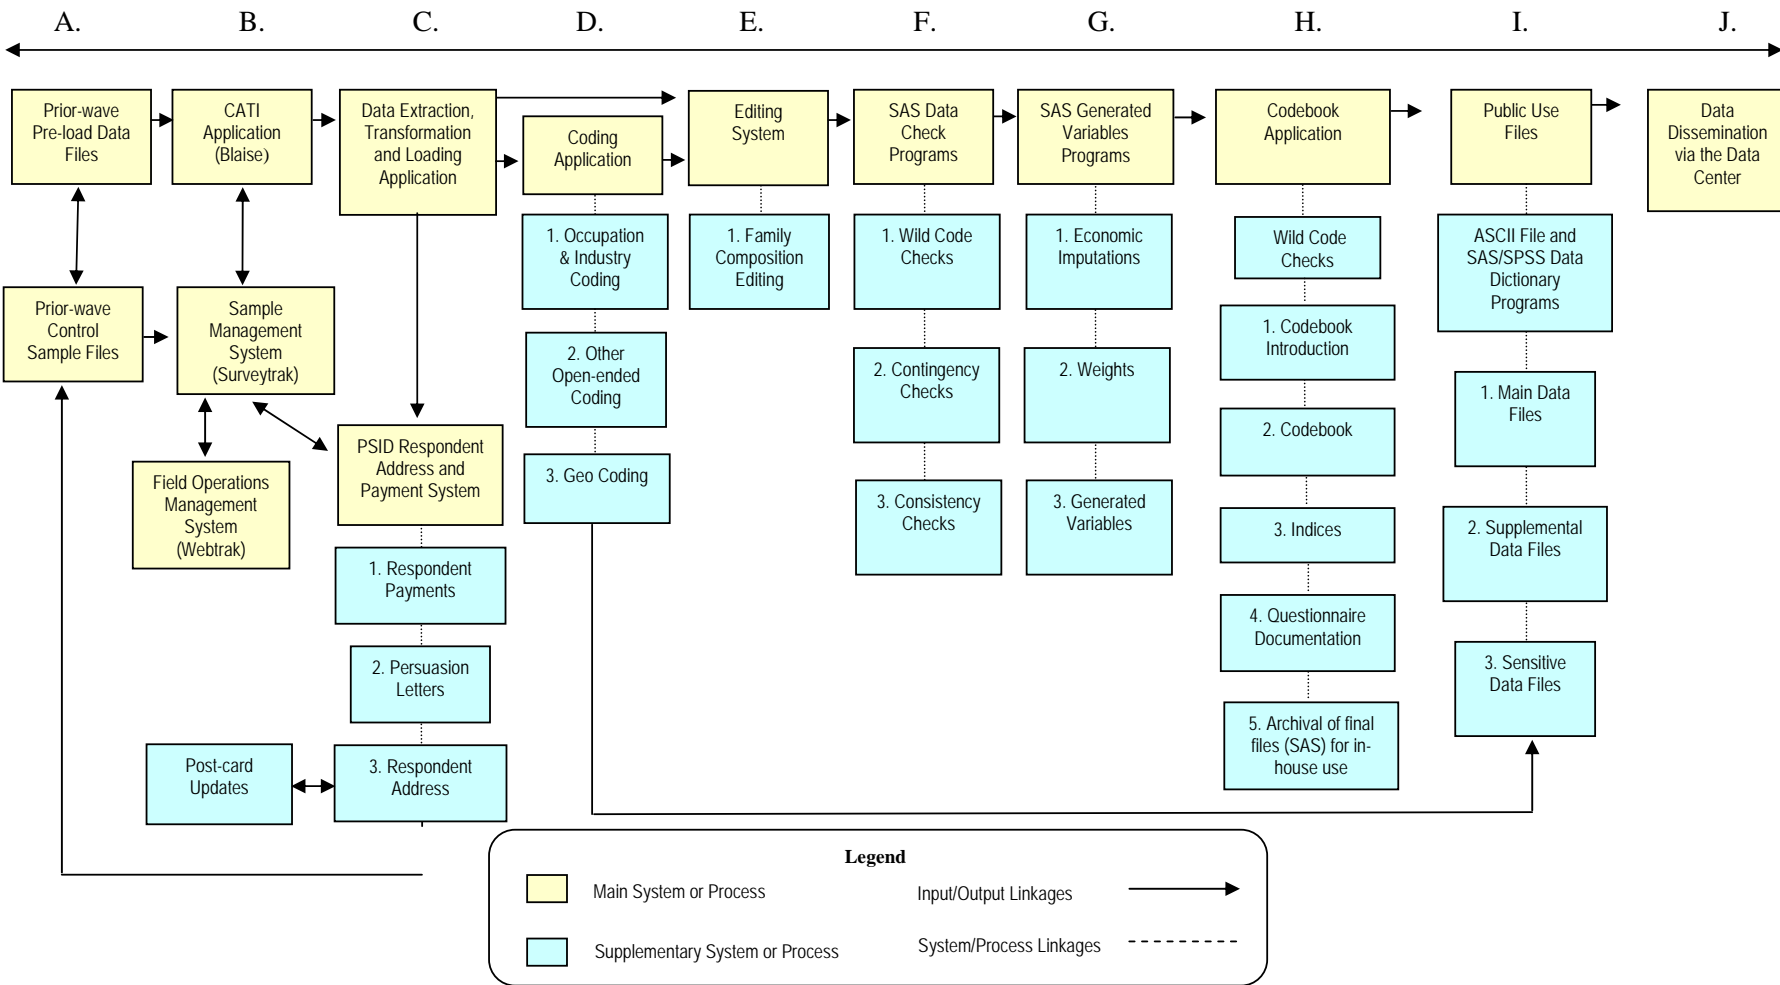 A. B. C. D. E. F. G. H. I. J.
Prior-wave
Pre-load Data
Files
CATI
Application
(Blaise)
Data Extraction,
Transformation
and Loading
Application
Coding
Application
Editing
System
SAS Data
Check
Programs
SAS Generated
Variables
Programs
Codebook
Application
Public Use
Files
Data
Dissemination
via the Data
Center
Prior-wave
Control
Sample Files
Sample
Management
System
(Surveytrak)
Field Operations
Management
System
(Webtrak)
PSID Respondent
Address and
Payment System
1. Respondent
Payments
2. Persuasion
Letters
3. Respondent
Address
Post-card
Updates
1. Occupation
& Industry
Coding
2. Other
Open-ended
Coding
3. Geo Coding
1. Family
Composition
Editing
1. Wild Code
Checks
2. Contingency
Checks
3. Consistency
Checks
1. Economic
Imputations
2. Weights
3. Generated
Variables
Wild Code
Checks
1. Codebook
Introduction
2. Codebook
3. Indices
4. Questionnaire
Documentation
5. Archival of final
files (SAS) for in-
house use
ASCII File and
SAS/SPSS Data
Dictionary
Programs
1. Main Data
Files
2. Supplemental
Data Files
3. Sensitive
Data Files
Legend
Main System or Process
Input/Output Linkages
Supplementary System or Process
System/Process Linkages